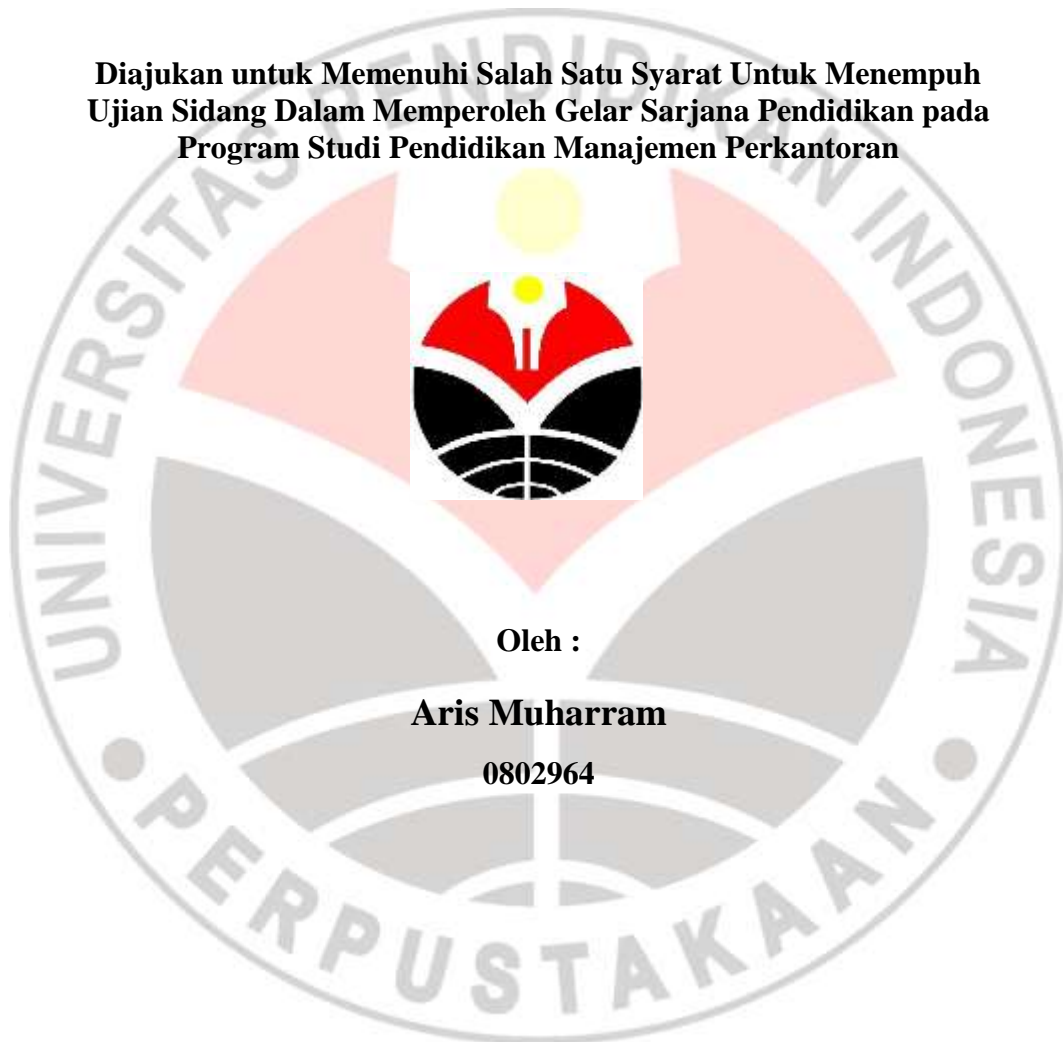 Diajukan untuk Memenuhi Salah Satu Syarat Untuk Menempuh
Ujian Sidang Dalam Memperoleh Gelar Sarjana Pendidikan pada
Program Studi Pendidikan Manajemen Perkantoran
UNIVERSITAS PENDIDIKAN INDONESIA
Oleh :
Aris Muharram
0802964
PERPUSTAKAAN